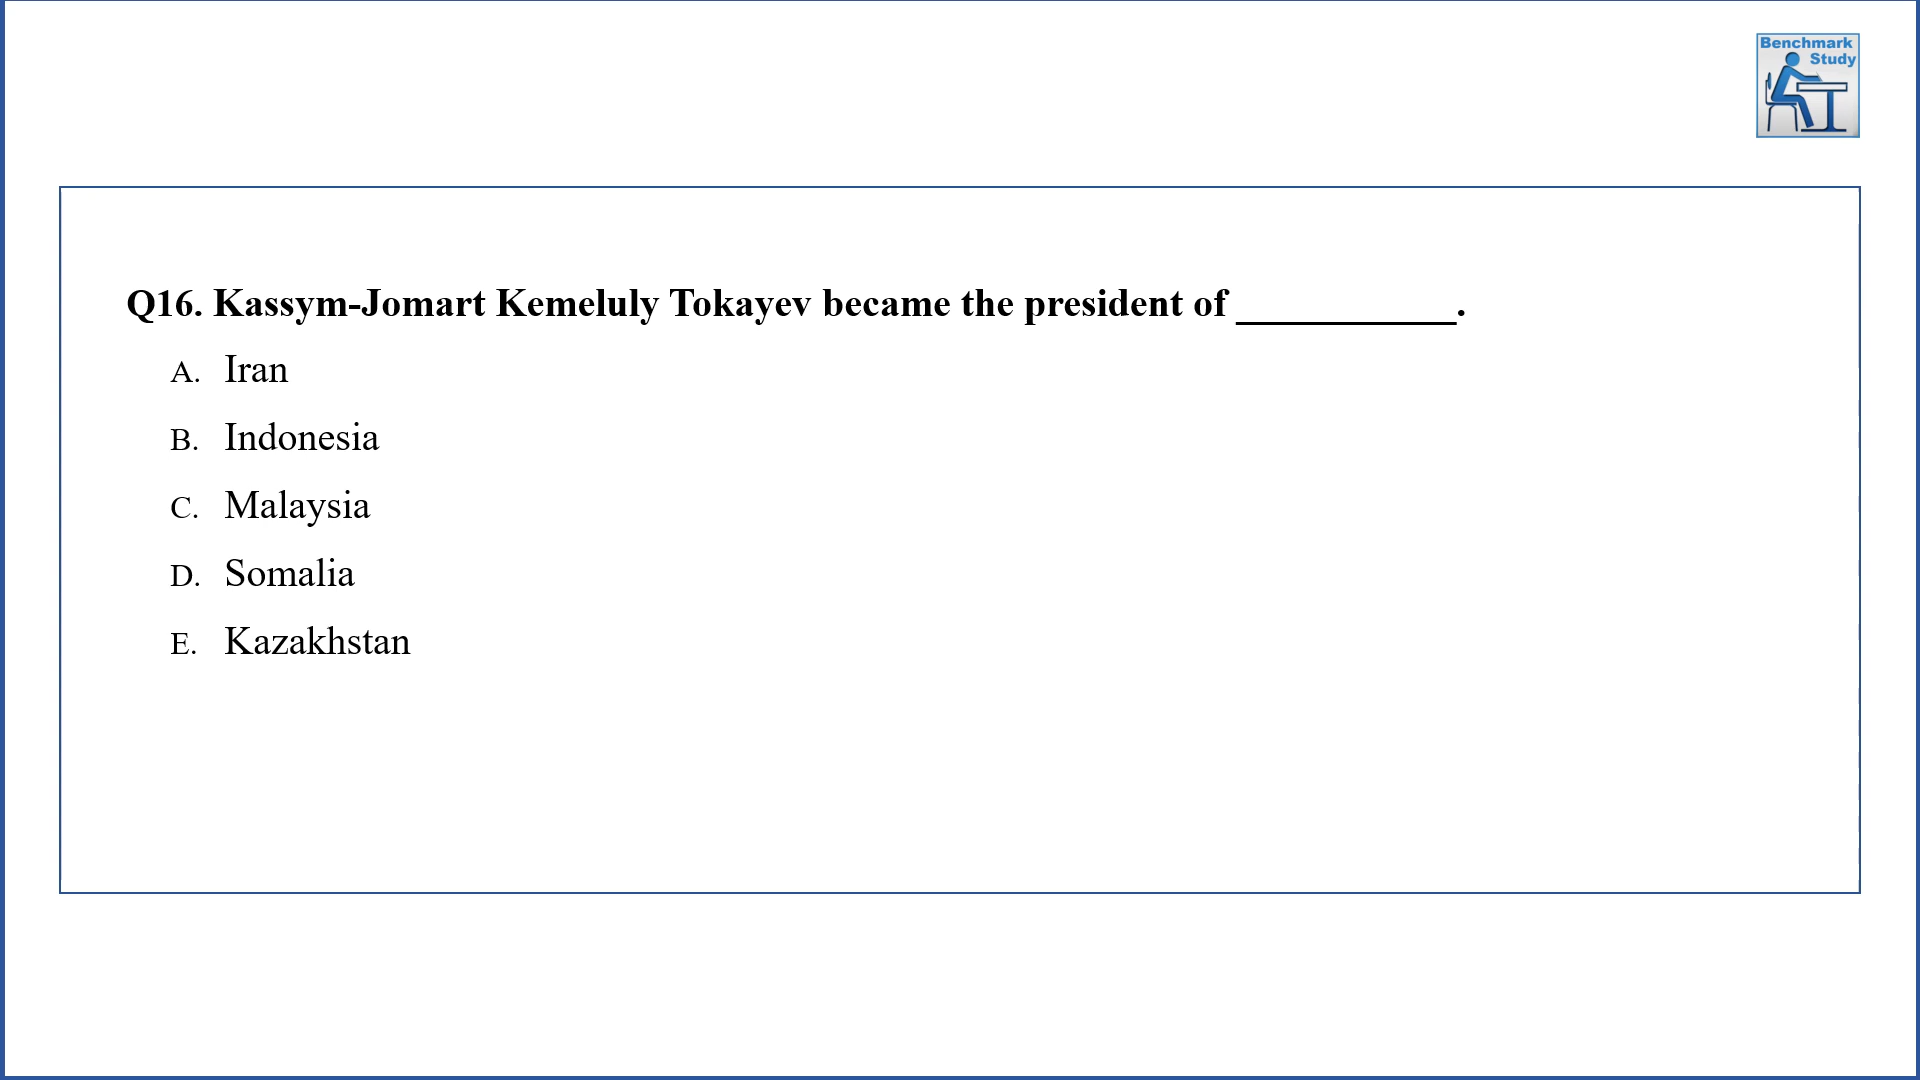 Benchmark
Study
Q16. Kassym-Jomart Kemeluly Tokayev became the president of ___________.
A. Iran
B. Indonesia
C. Malaysia
D. Somalia
E. Kazakhstan